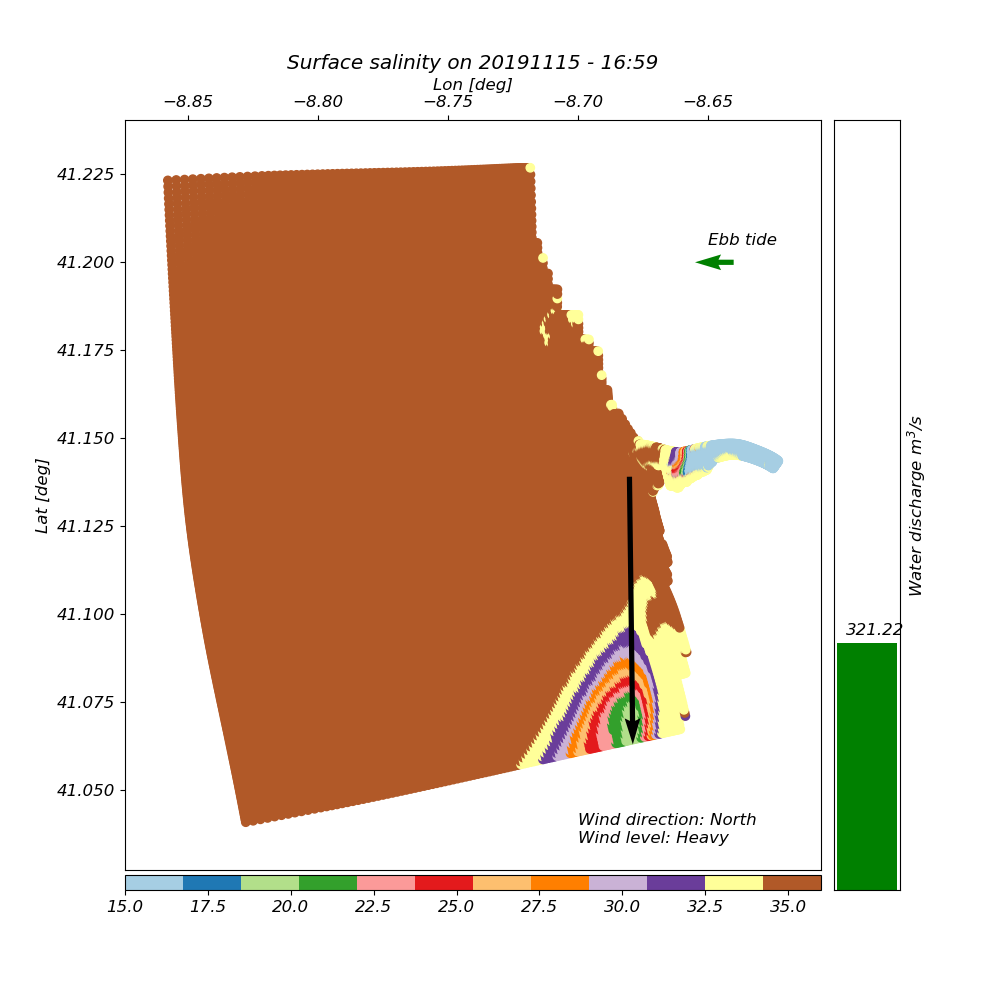 Surface salinity on 20191115 - 16:59
Lon [deg]
−8.85 −8.80 −8.75 −8.70 −8.65
41.225
Ebb tide
41.200
41.175
41.150
Lat [deg]
41.125
41.100
41.075
41.050
Water discharge m³/s
321.22
Wind direction: North
Wind level: Heavy
15.0 17.5 20.0 22.5 25.0 27.5 30.0 32.5 35.0